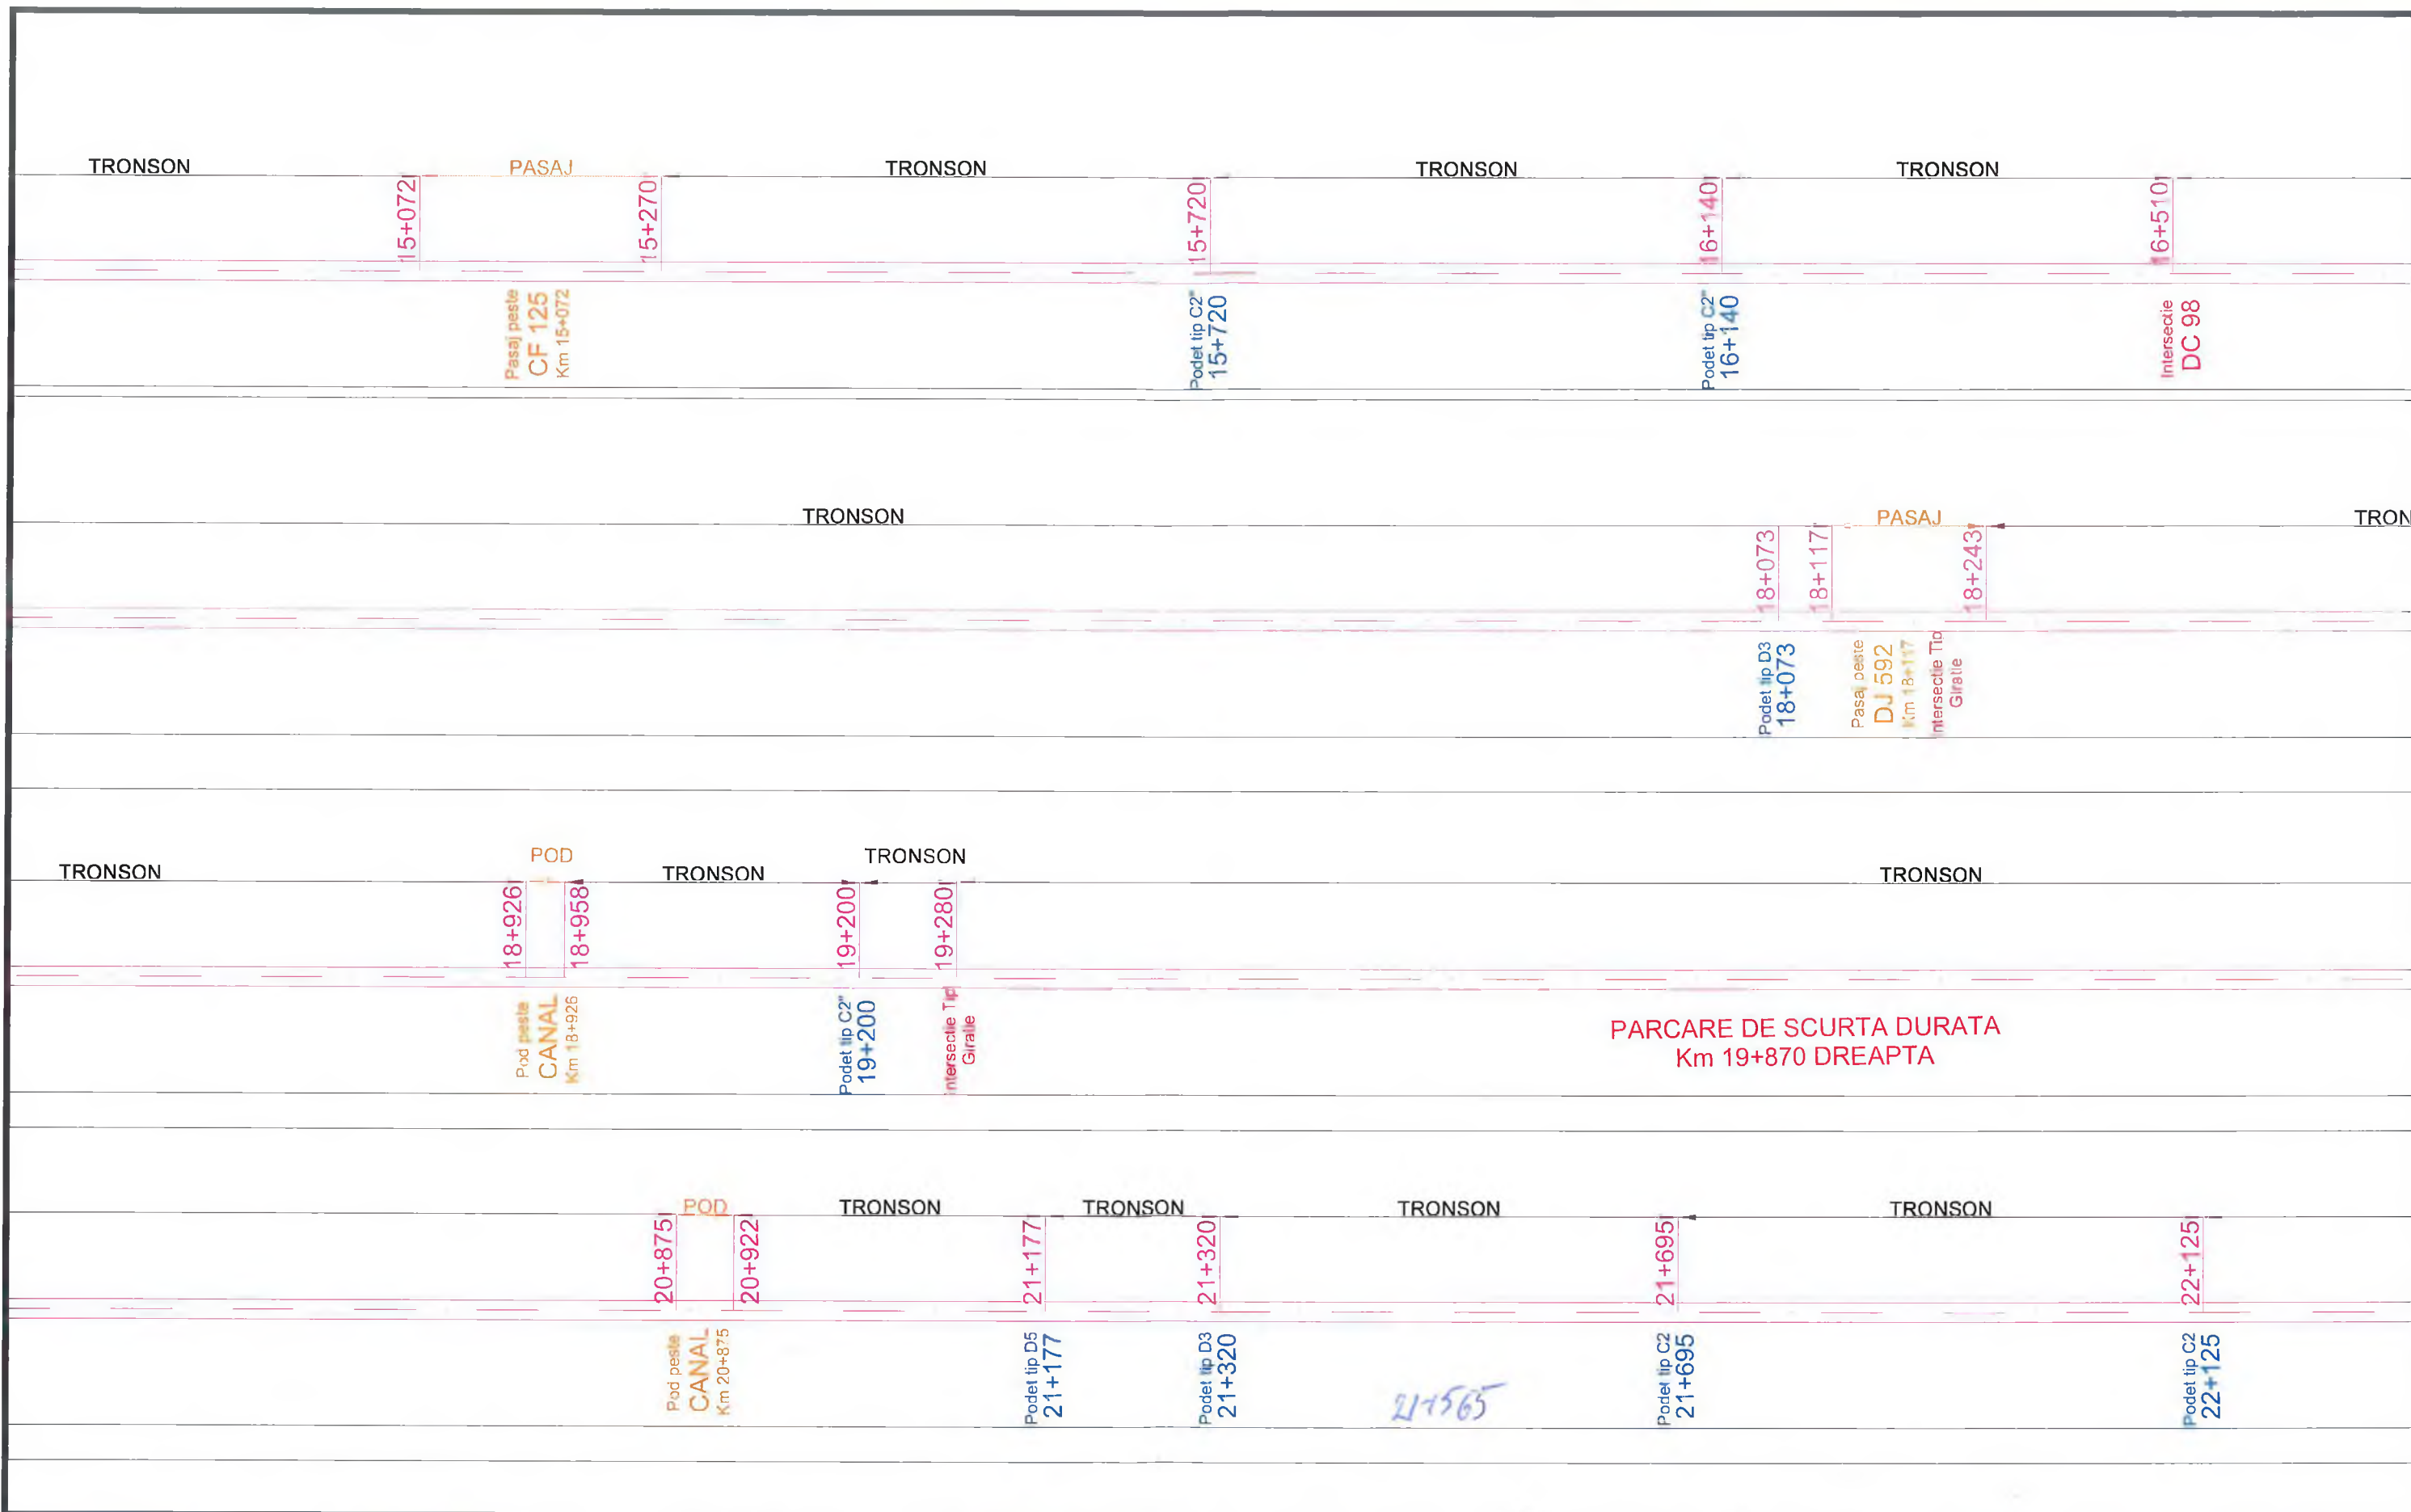 TRONSON
PASAJ
TRONSON
TRONSON
TRONSON
15+072
15+270
15+720
16+140
16+510
Pasaj peste
CF 125
Km 15+072
Podet tip C2"
15+720
Podet tip C2"
16+140
Intersectie
DC 98
TRONSON
PASAJ
TRON
18+073
18+117
18+243
Podet tip D3
18+073
Pasaj peste
DJ 592
Km 18+117
Intersectie Tip
Giratie
TRONSON
POD
TRONSON
TRONSON
TRONSON
18+926
18+958
19+200
19+280
Pod peste
CANAL
Km 18+926
Podet tip C2"
19+200
Intersectie Tip
Giratie
PARCARE DE SCURTA DURATA
Km 19+870 DREAPTA
POD
TRONSON
TRONSON
TRONSON
TRONSON
20+875
20+922
21+177
21+320
21+695
22+125
Pod peste
CANAL
Km 20+875
Podet tip D5
21+177
Podet tip D3
21+320
21+565
Podet tip C2
21+695
Podet tip C2
22+125